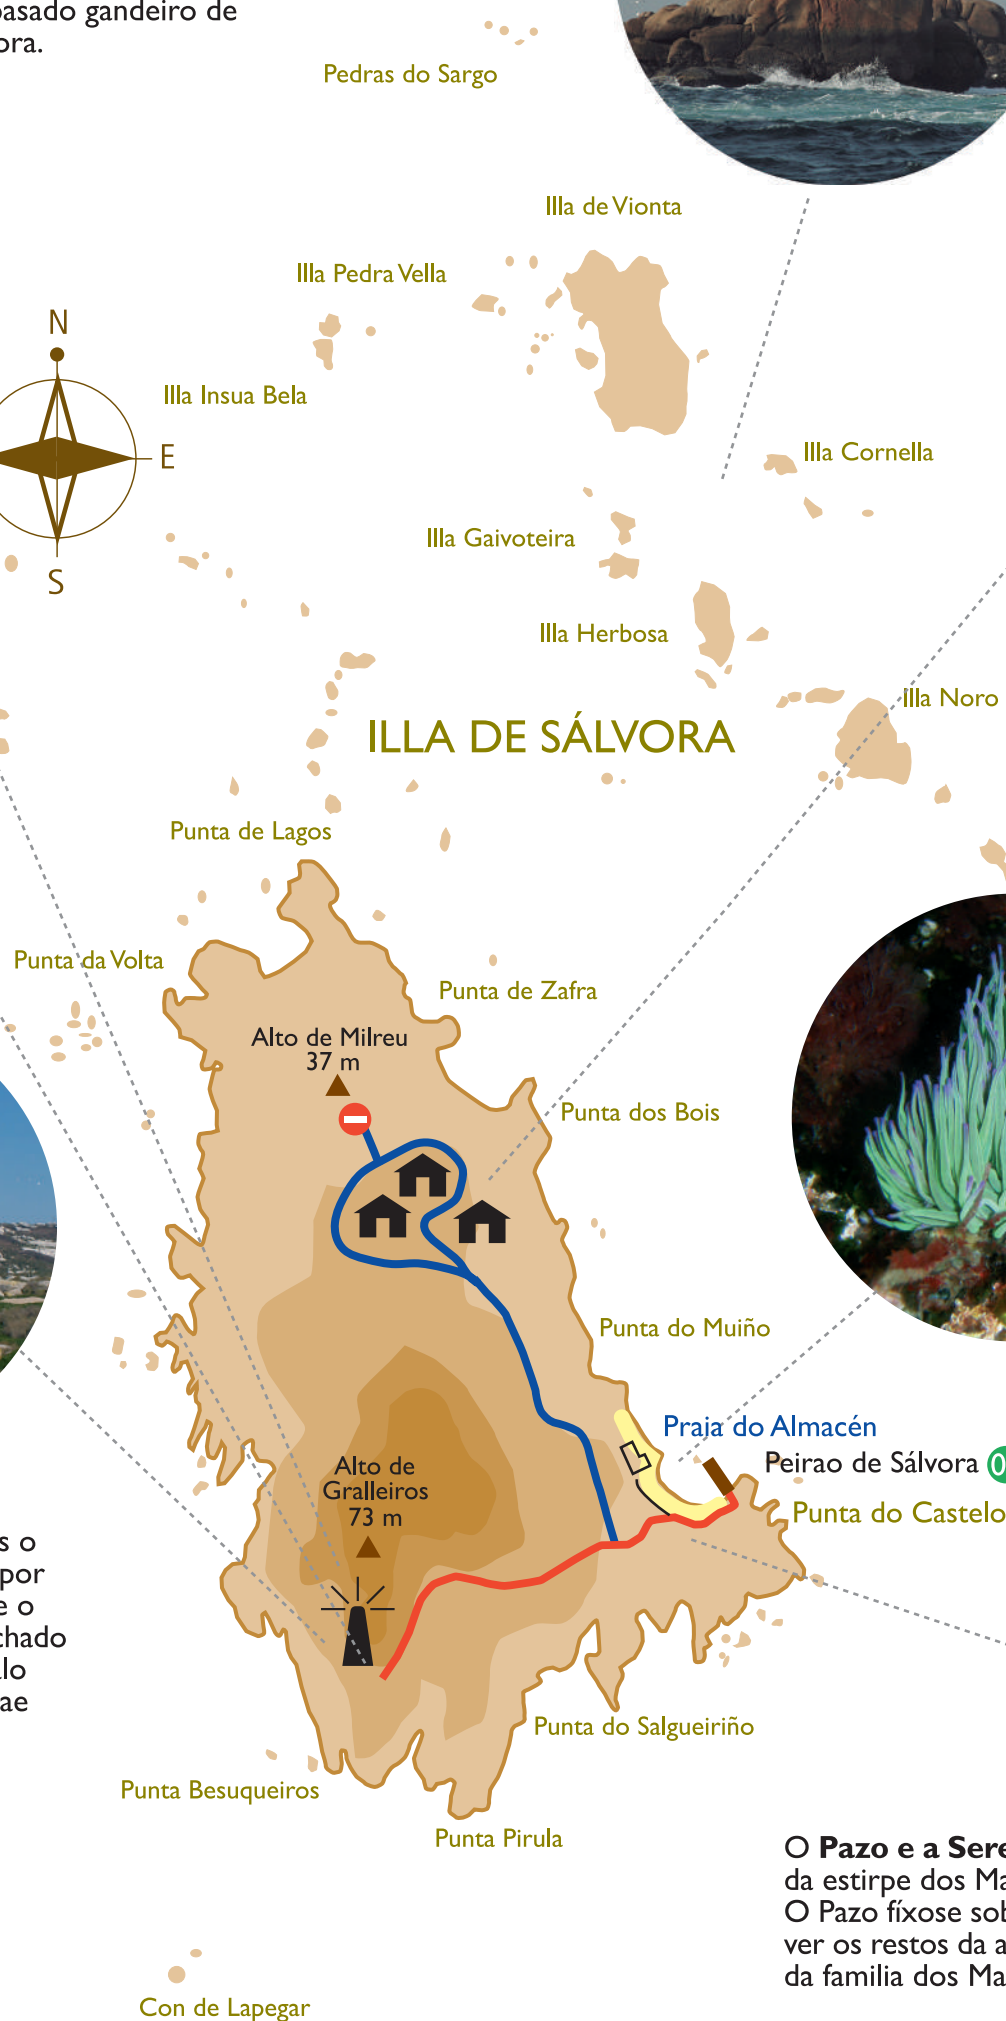 pasado gandeiro de
ora.
Pedras do Sargo
Illa de Vionta
Illa Pedra Vella
N
Illa Insua Bela
E
Illa Cornella
Illa Gaivoteira
S
Illa Herbosa
Illa Noro
ILLA DE SÁLVORA
Punta de Lagos
Punta da Volta
Punta de Zafra
Alto de Milreu
37 m
Punta dos Bois
Punta do Muiño
Praia do Almacén
Peirao de Sálvora 0
Alto de
Gralleiros
73 m
Punta do Castelo
s o
por
e o
chado
alo
ae
Punta do Salgueiriño
Punta Besuqueiros
Punta Pirula
O Pazo e a Sere
da estirpe dos Ma
O Pazo fíxose sob
ver os restos da a
da familia dos Ma
Con de Lapegar